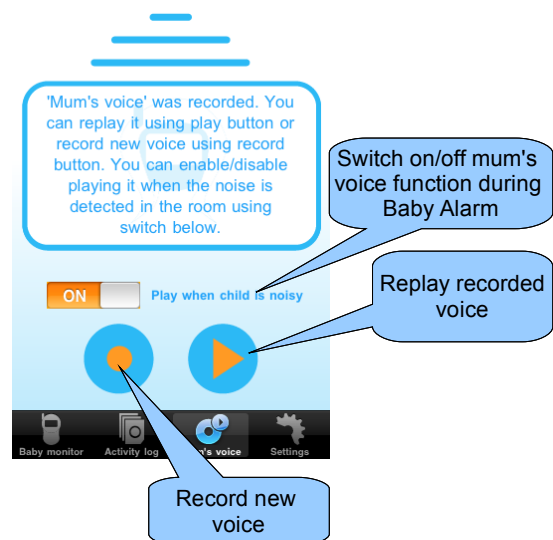 'Mum's voice' was recorded. You
can replay it using play button or
record new voice using record
button. You can enable/disable
playing it when the noise is
detected in the room using
switch below.
Switch on/off mum's
voice function during
Baby Alarm
ON
Play when child is noisy
Replay recorded
voice
Baby monitor
Activity log
voice
Settings
Record new
voice